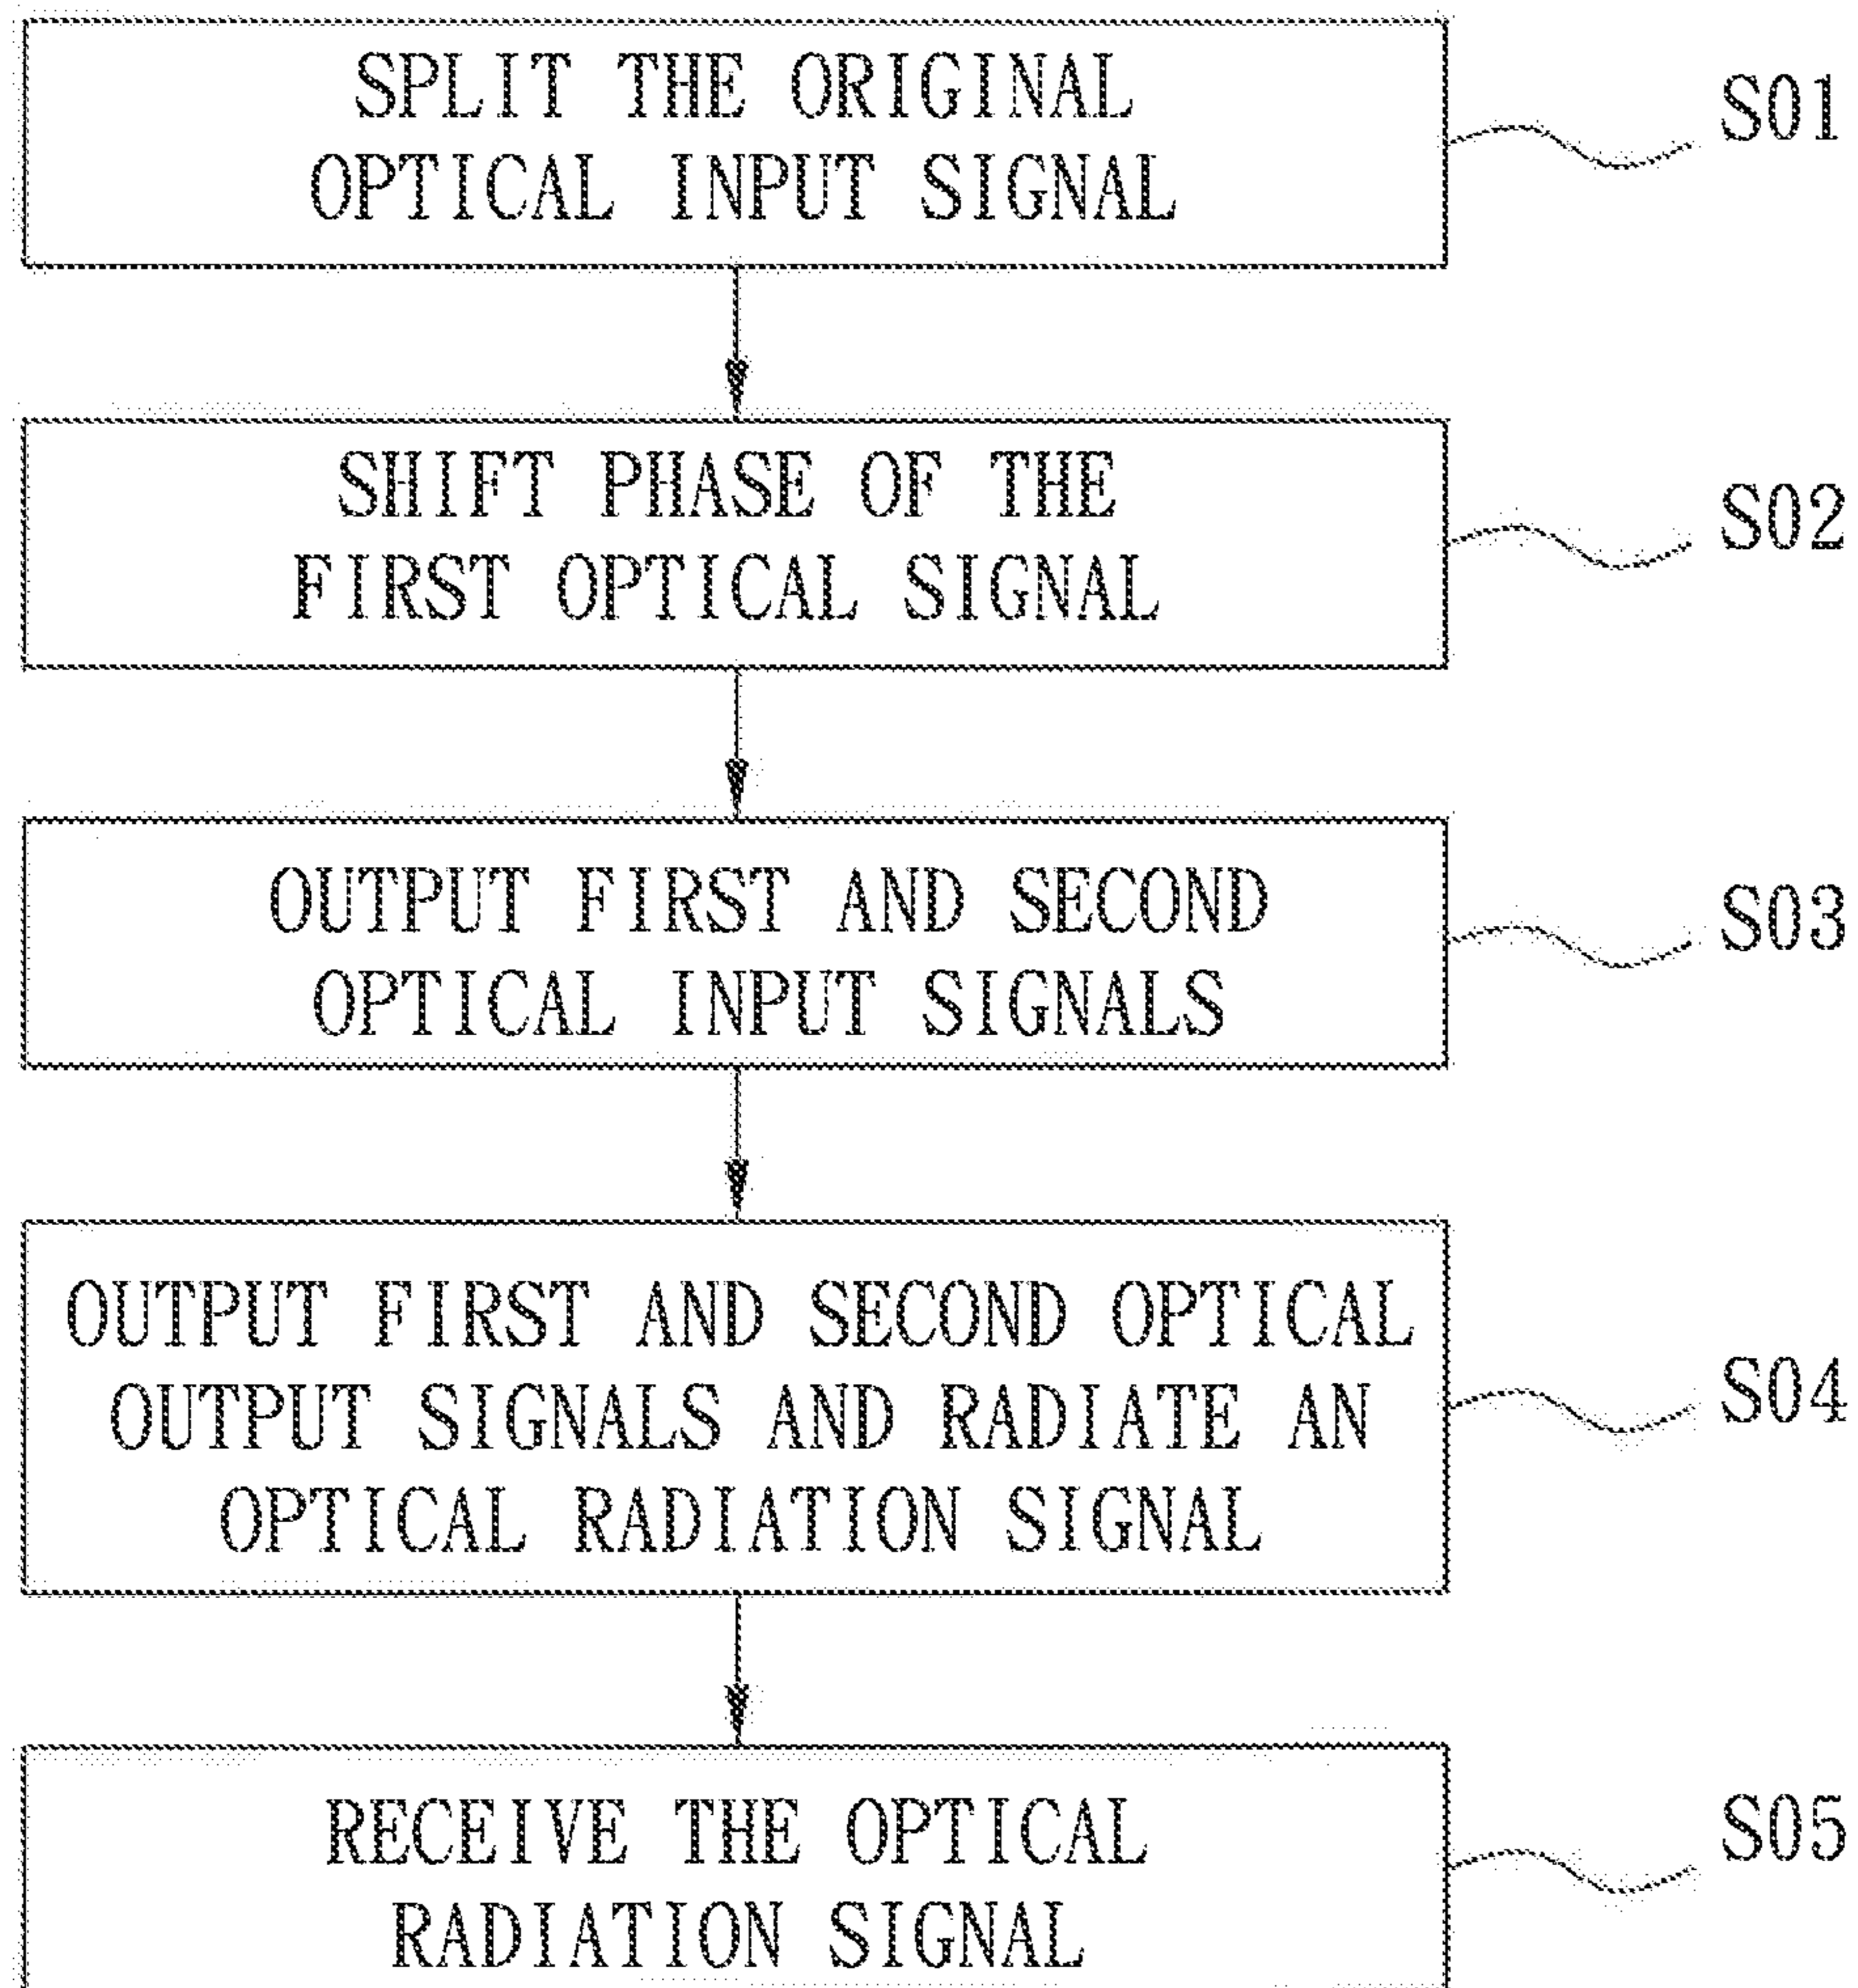 SPLIT THE ORIGINAL
OPTICAL INPUT SIGNAL
S01
SHIFT PHASE OF THE
FIRST OPTICAL SIGNAL
S02
OUTPUT FIRST AND SECOND
OPTICAL INPUT SIGNALS
S03
OUTPUT FIRST AND SECOND OPTICAL
OUTPUT SIGNALS AND RADIATE AN
OPTICAL RADIATION SIGNAL
S04
RECEIVE THE OPTICAL
RADIATION SIGNAL
S05